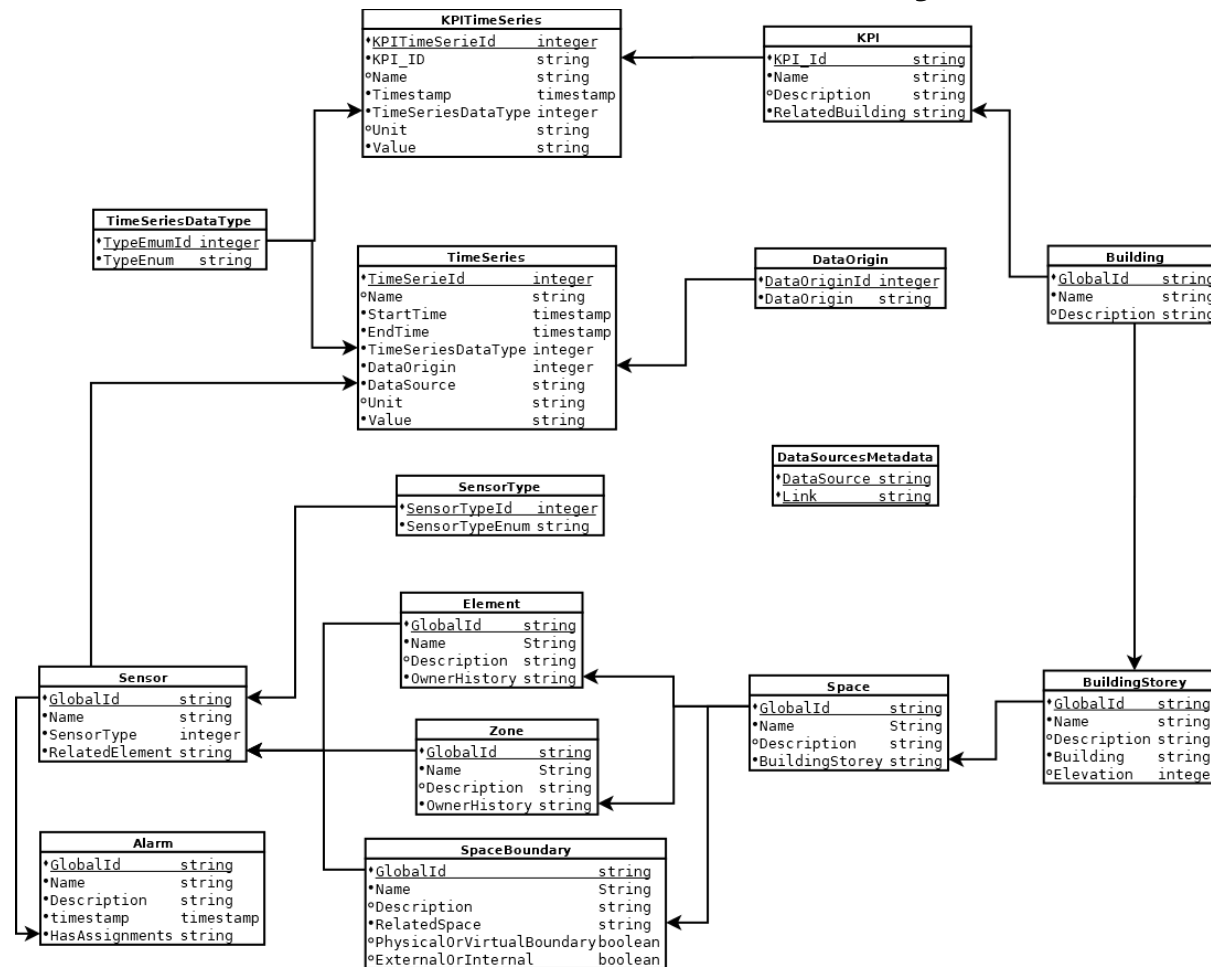 KPITimeSeries
KPITimeSerieId integer
KPI_ID string
Name string
Timestamp timestamp
TimeSeriesDataType integer
Unit string
Value string
KPI
KPI_Id string
Name string
Description string
RelatedBuilding string
TimeSeriesDataType
TypeEmumId integer
TypeEnum string
TimeSeries
TimeSerieId integer
Name string
StartTime timestamp
EndTime timestamp
TimeSeriesDataType integer
DataOrigin integer
DataSource string
Unit string
Value string
DataOrigin
DataOriginId integer
DataOrigin string
Building
GlobalId string
Name string
Description string
DataSourcesMetadata
DataSource string
Link string
SensorType
SensorTypeId integer
SensorTypeEnum string
Element
GlobalId string
Name String
Description string
OwnerHistory string
Sensor
GlobalId string
Name string
SensorType integer
RelatedElement string
Zone
GlobalId string
Name String
Description string
OwnerHistory string
Space
GlobalId string
Name String
Description string
BuildingStorey string
BuildingStorey
GlobalId string
Name string
Description string
Building string
Elevation intege
Alarm
GlobalId string
Name string
Description string
timestamp timestamp
HasAssignments string
SpaceBoundary
GlobalId string
Name String
Description string
RelatedSpace string
PhysicalOrVirtualBoundary boolean
ExternalOrInternal boolean